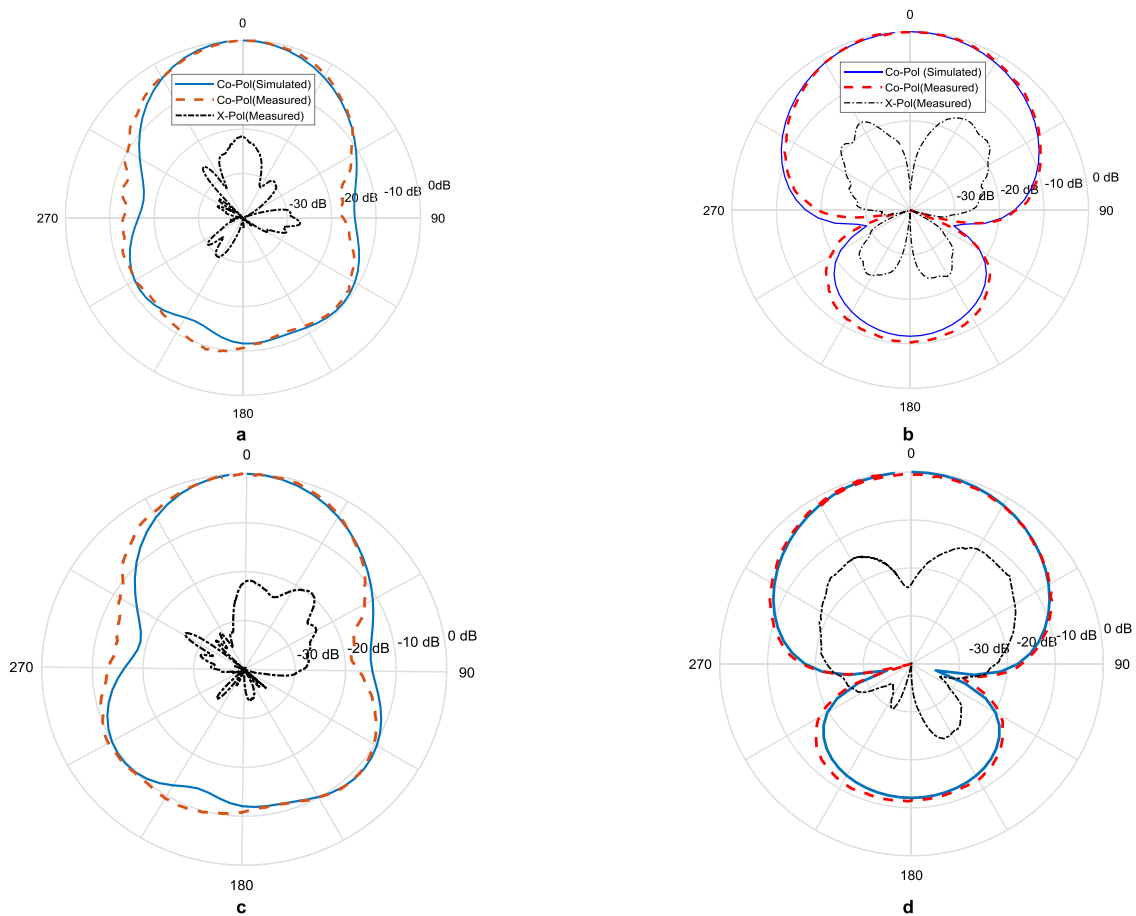 0
Co-Pol(Simulated)
Co-Pol(Measured)
X-Pol(Measured)
0dB
-10 dB
-20 dB
-30 dB
270
90
180
a
0
Co-Pol (Simulated)
Co-Pol(Measured)
X-Pol(Measured)
0 dB
-10 dB
-20 dB
-30 dB
270
90
180
b
0
0 dB
-10 dB
-20 dB
-30 dB
270
90
180
c
0
0 dB
-10 dB
-20 dB
-30 dB
270
90
180
d